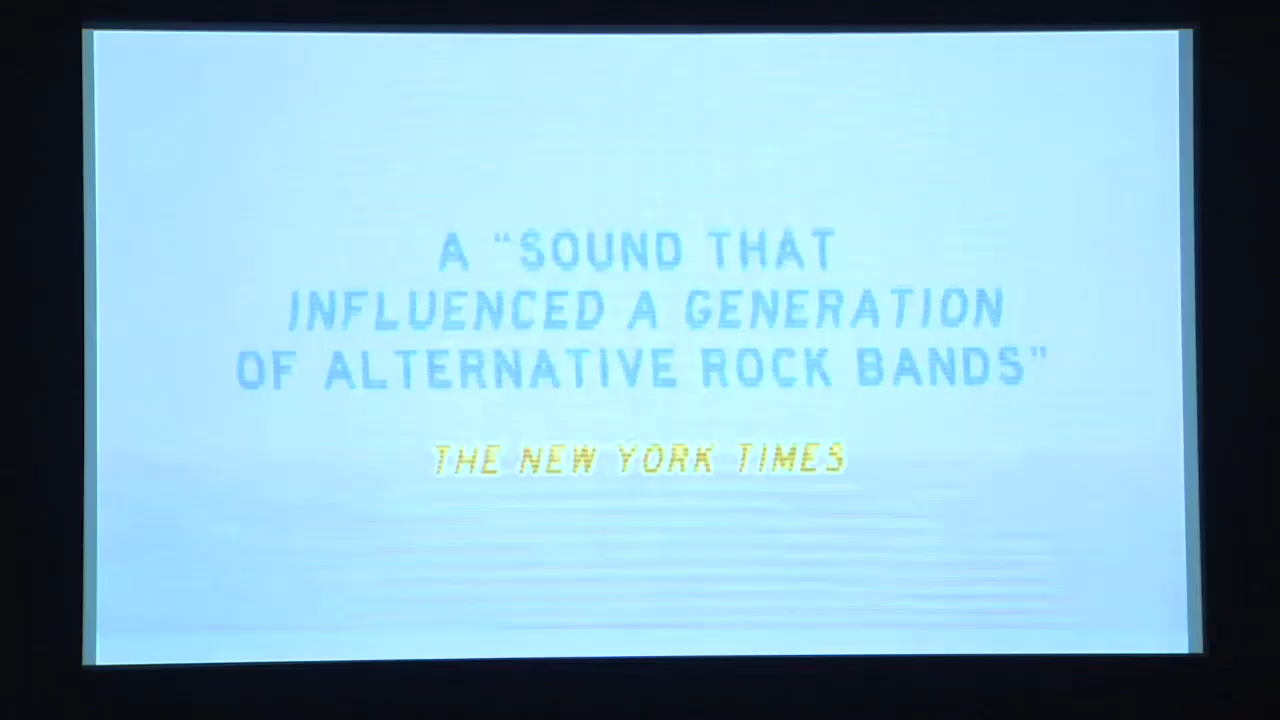 A “SOUND THAT
INFLUENCED A GENERATION
OF ALTERNATIVE ROCK BANDS”
THE NEW YORK TIMES